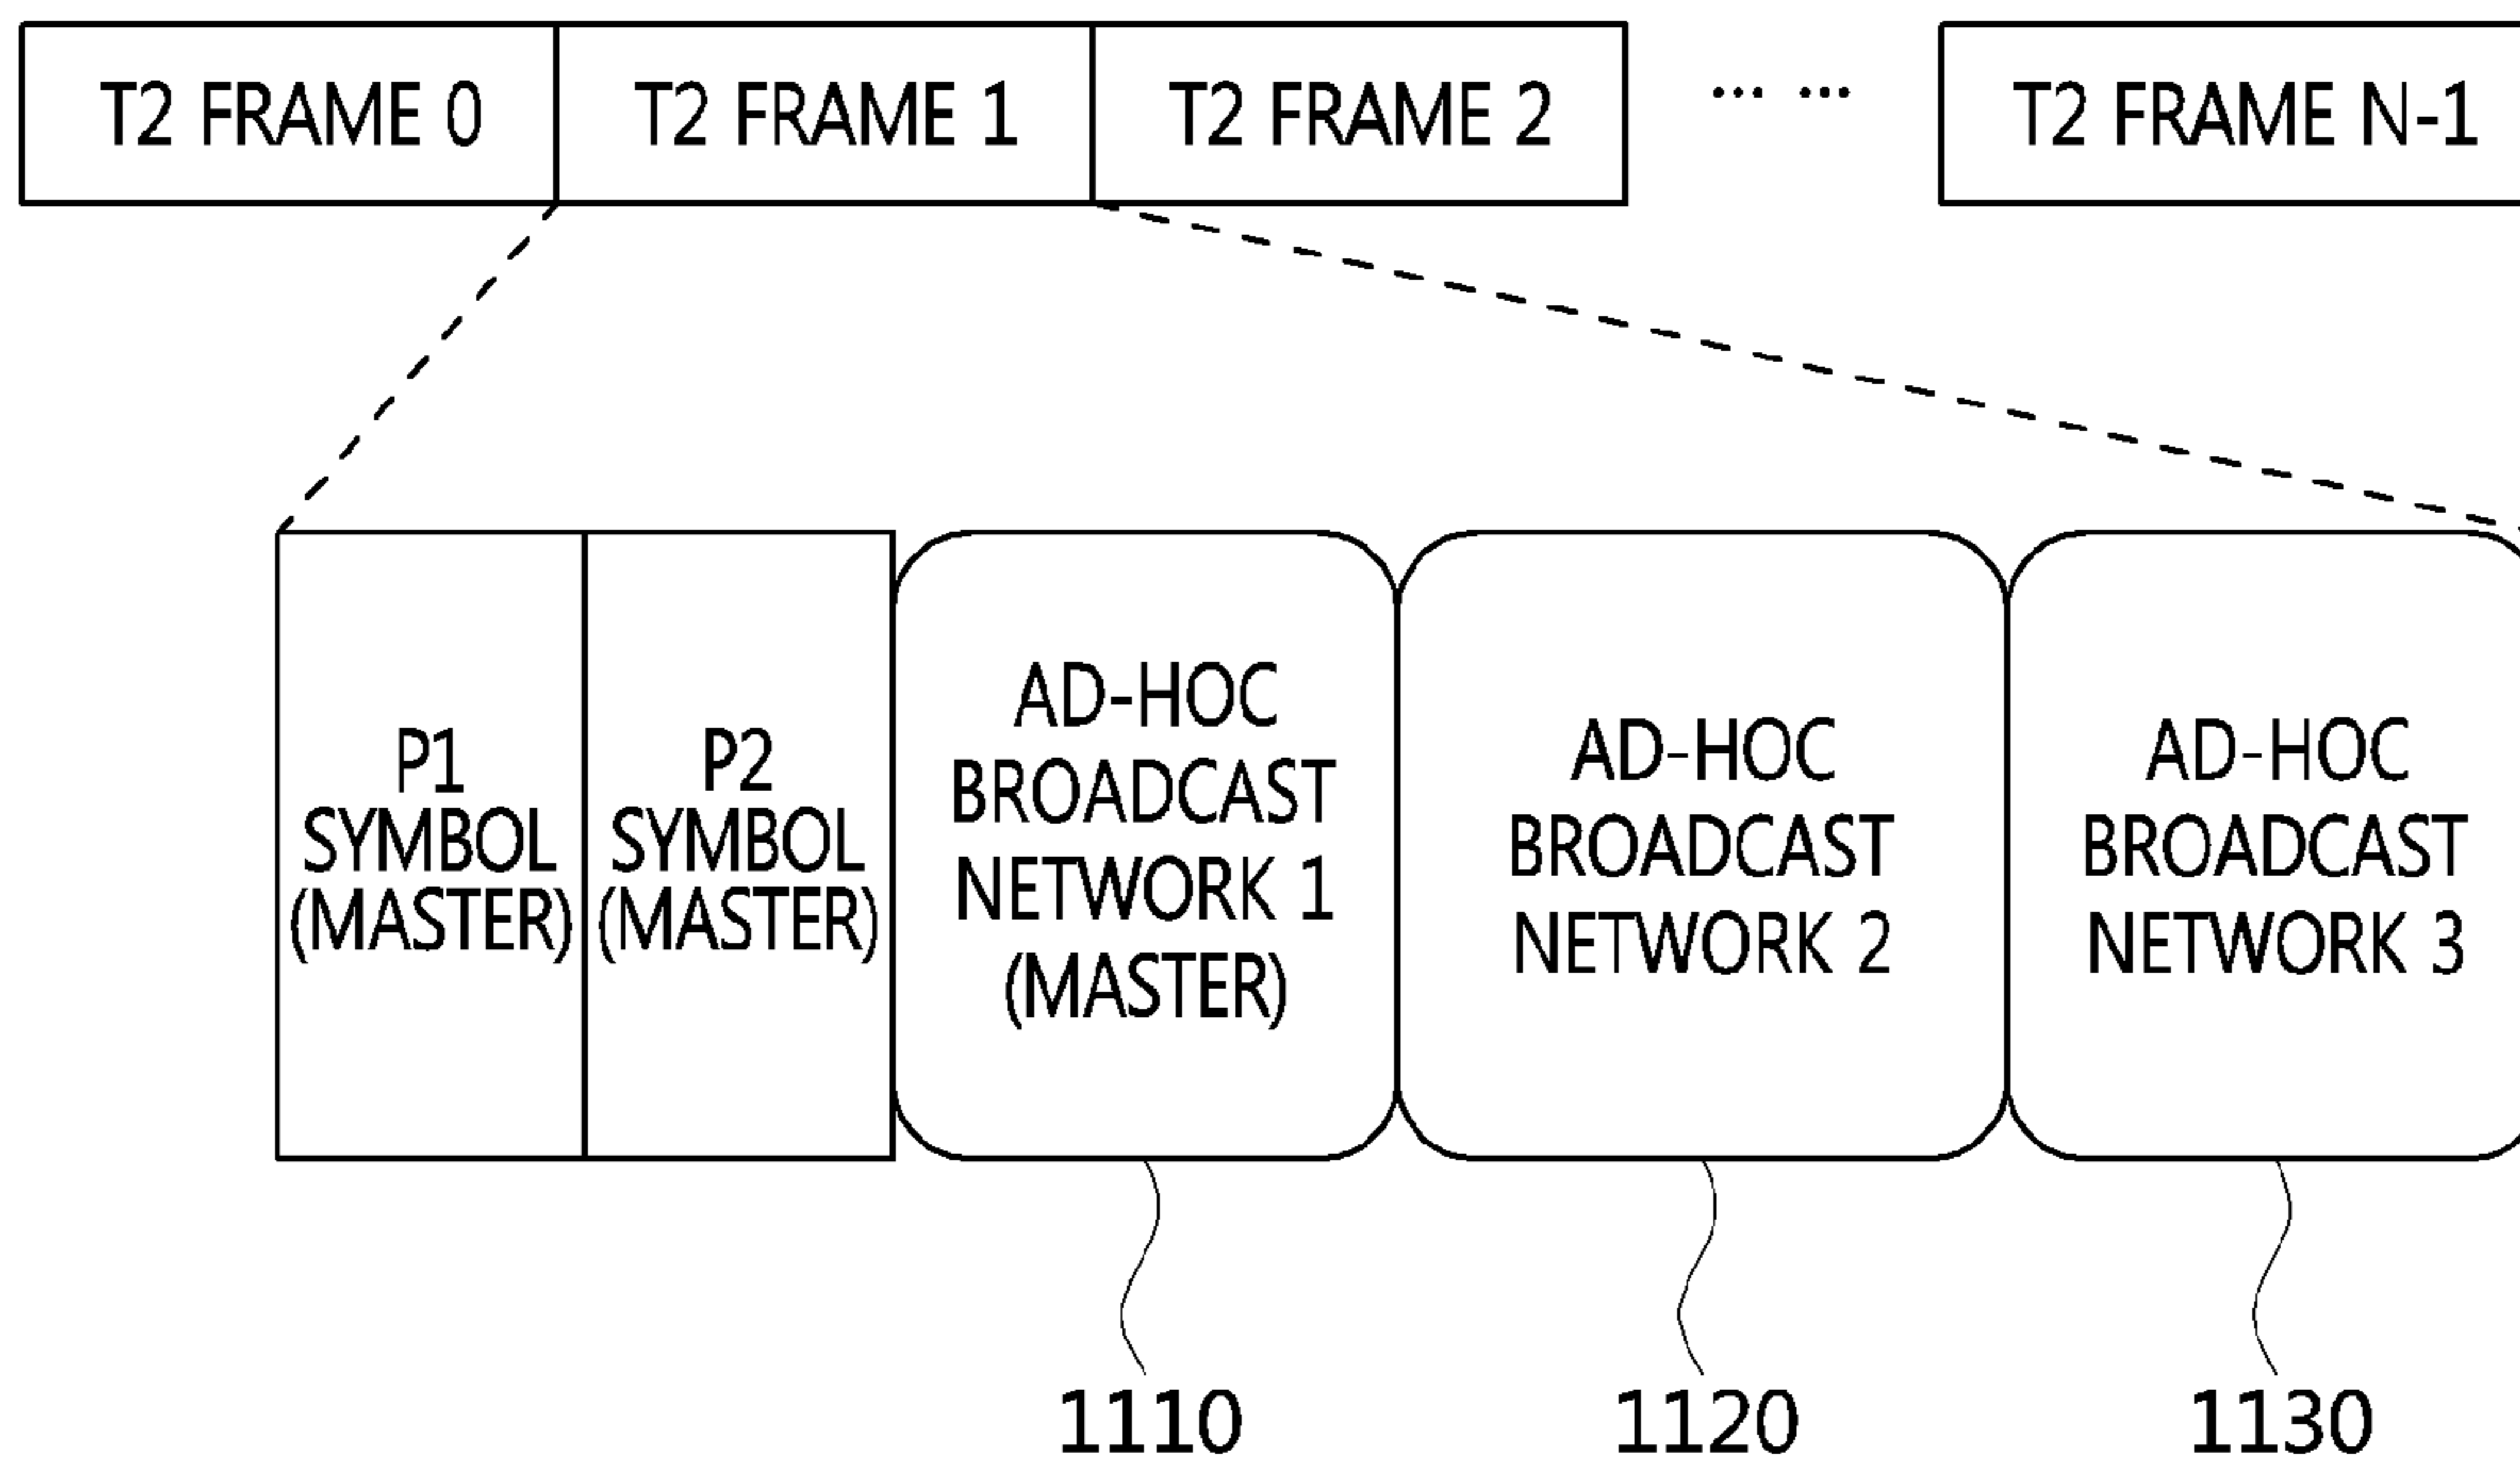 T2 FRAME 0 T2 FRAME 1 T2 FRAME 2 ... ... T2 FRAME N-1
P1
SYMBOL
(MASTER)
P2
SYMBOL
(MASTER)
AD-HOC
BROADCAST
NETWORK 1
(MASTER)
AD-HOC
BROADCAST
NETWORK 2
AD-HOC
BROADCAST
NETWORK 3
1110 1120 1130